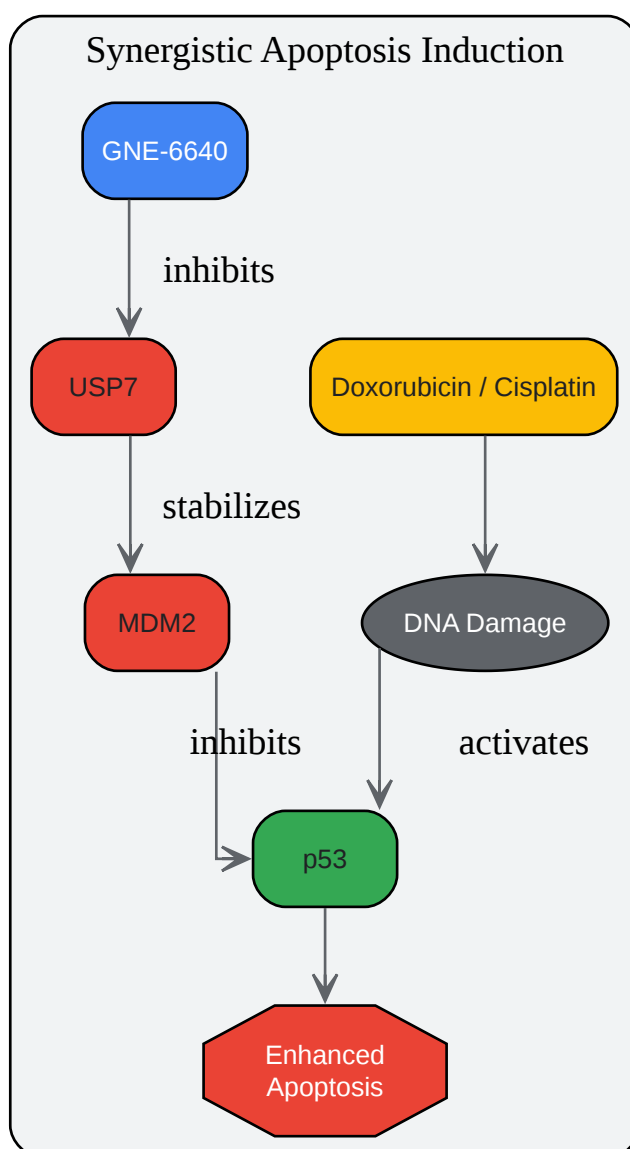 Synergistic Apoptosis Induction
GNE-6640
inhibits
USP7
Doxorubicin / Cisplatin
stabilizes
MDM2
DNA Damage
inhibits
activates
p53
Enhanced
Apoptosis